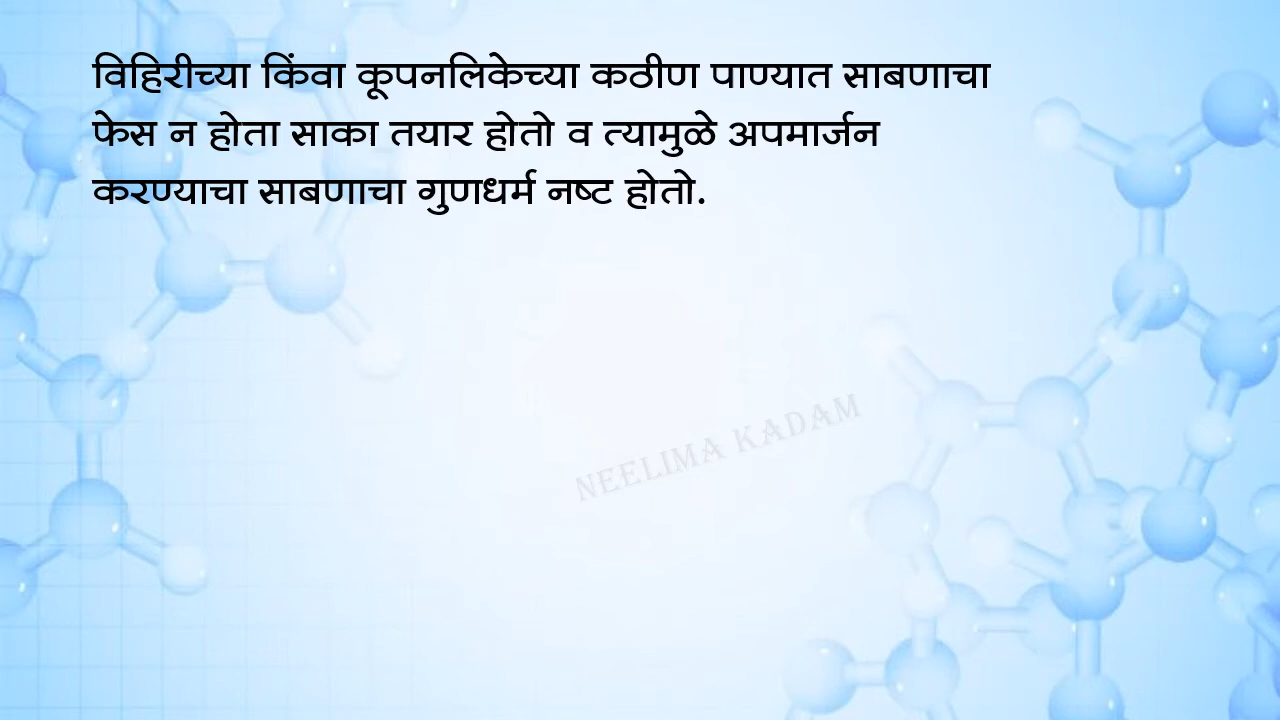 विहिरीच्या किंवा कूपनलिकेच्या कठीण पाण्यात साबणाचा
फेस न होता साका तयार होतो व त्यामुळे अपमार्जन
करण्याचा साबणाचा गुणधर्म नष्ट होतो.
NEELIMA KADAM